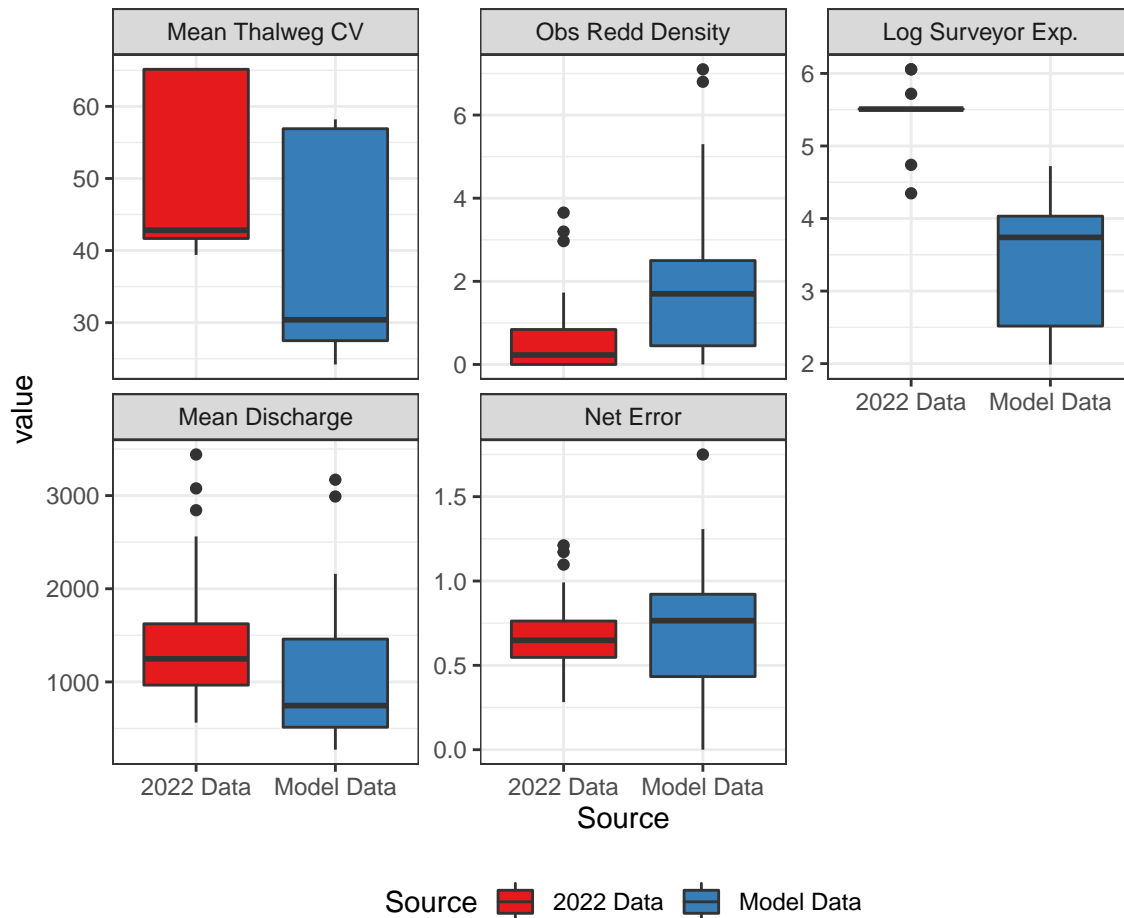 Mean Thalweg CV
Obs Redd Density
Log Surveyor Exp.
60
50
40
30
6
4
2
0
6
5
4
3
2
2022 Data
Model Data
Mean Discharge
Net Error
3000
2000
1000
1.5
1.0
0.5
0.0
2022 Data
Model Data
2022 Data
Model Data
value
Source
Source
2022 Data
Model Data